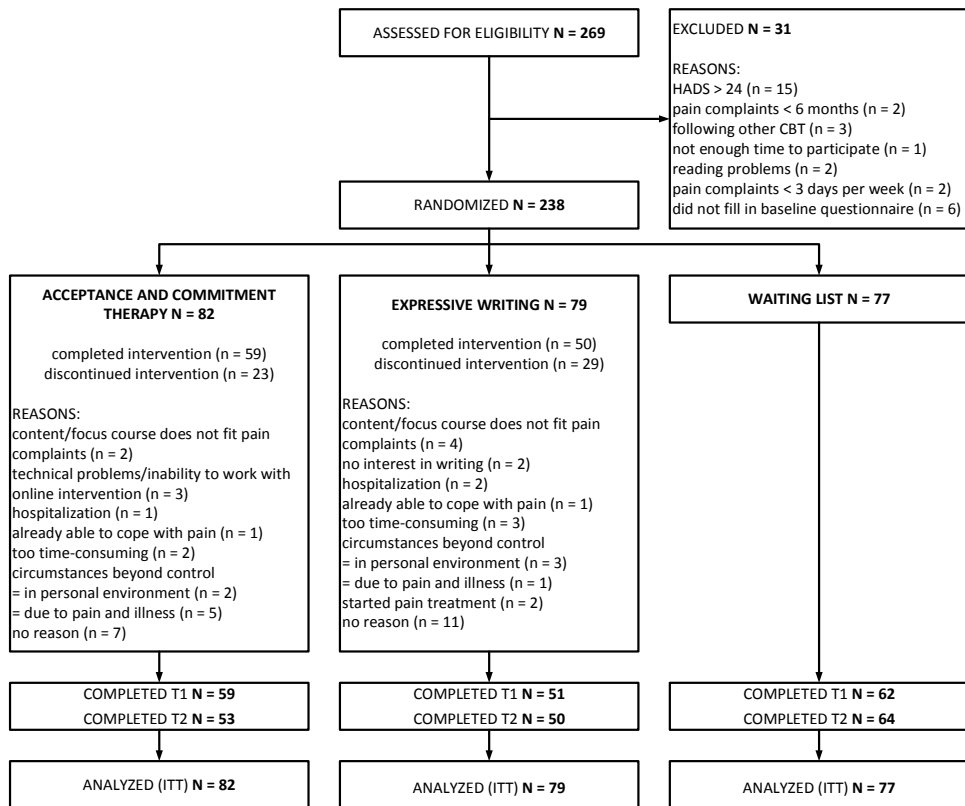 ASSESSED FOR ELIGIBILITY N = 269
EXCLUDED N = 31
REASONS:
HADS > 24 (n = 15)
pain complaints < 6 months (n = 2)
following other CBT (n = 3)
not enough time to participate (n = 1)
reading problems (n = 2)
pain complaints < 3 days per week (n = 2)
did not fill in baseline questionnaire (n = 6)
RANDOMIZED N = 238
ACCEPTANCE AND COMMITMENT
THERAPY N = 82
completed intervention (n = 59)
discontinued intervention (n = 23)
REASONS:
content/focus course does not fit pain
complaints (n = 2)
technical problems/inability to work with
online intervention (n = 3)
hospitalization (n = 1)
already able to cope with pain (n = 1)
too time-consuming (n = 2)
circumstances beyond control
= in personal environment (n = 2)
= due to pain and illness (n = 5)
no reason (n = 7)
EXPRESSIVE WRITING N = 79
completed intervention (n = 50)
discontinued intervention (n = 29)
REASONS:
content/focus course does not fit pain
complaints (n = 4)
no interest in writing (n = 2)
hospitalization (n = 2)
already able to cope with pain (n = 1)
too time-consuming (n = 3)
circumstances beyond control
= in personal environment (n = 3)
= due to pain and illness (n = 1)
started pain treatment (n = 2)
no reason (n = 11)
WAITING LIST N = 77
COMPLETED T1 N = 59
COMPLETED T2 N = 53
COMPLETED T1 N = 51
COMPLETED T2 N = 50
COMPLETED T1 N = 62
COMPLETED T2 N = 64
ANALYZED (ITT) N = 82
ANALYZED (ITT) N = 79
ANALYZED (ITT) N = 77